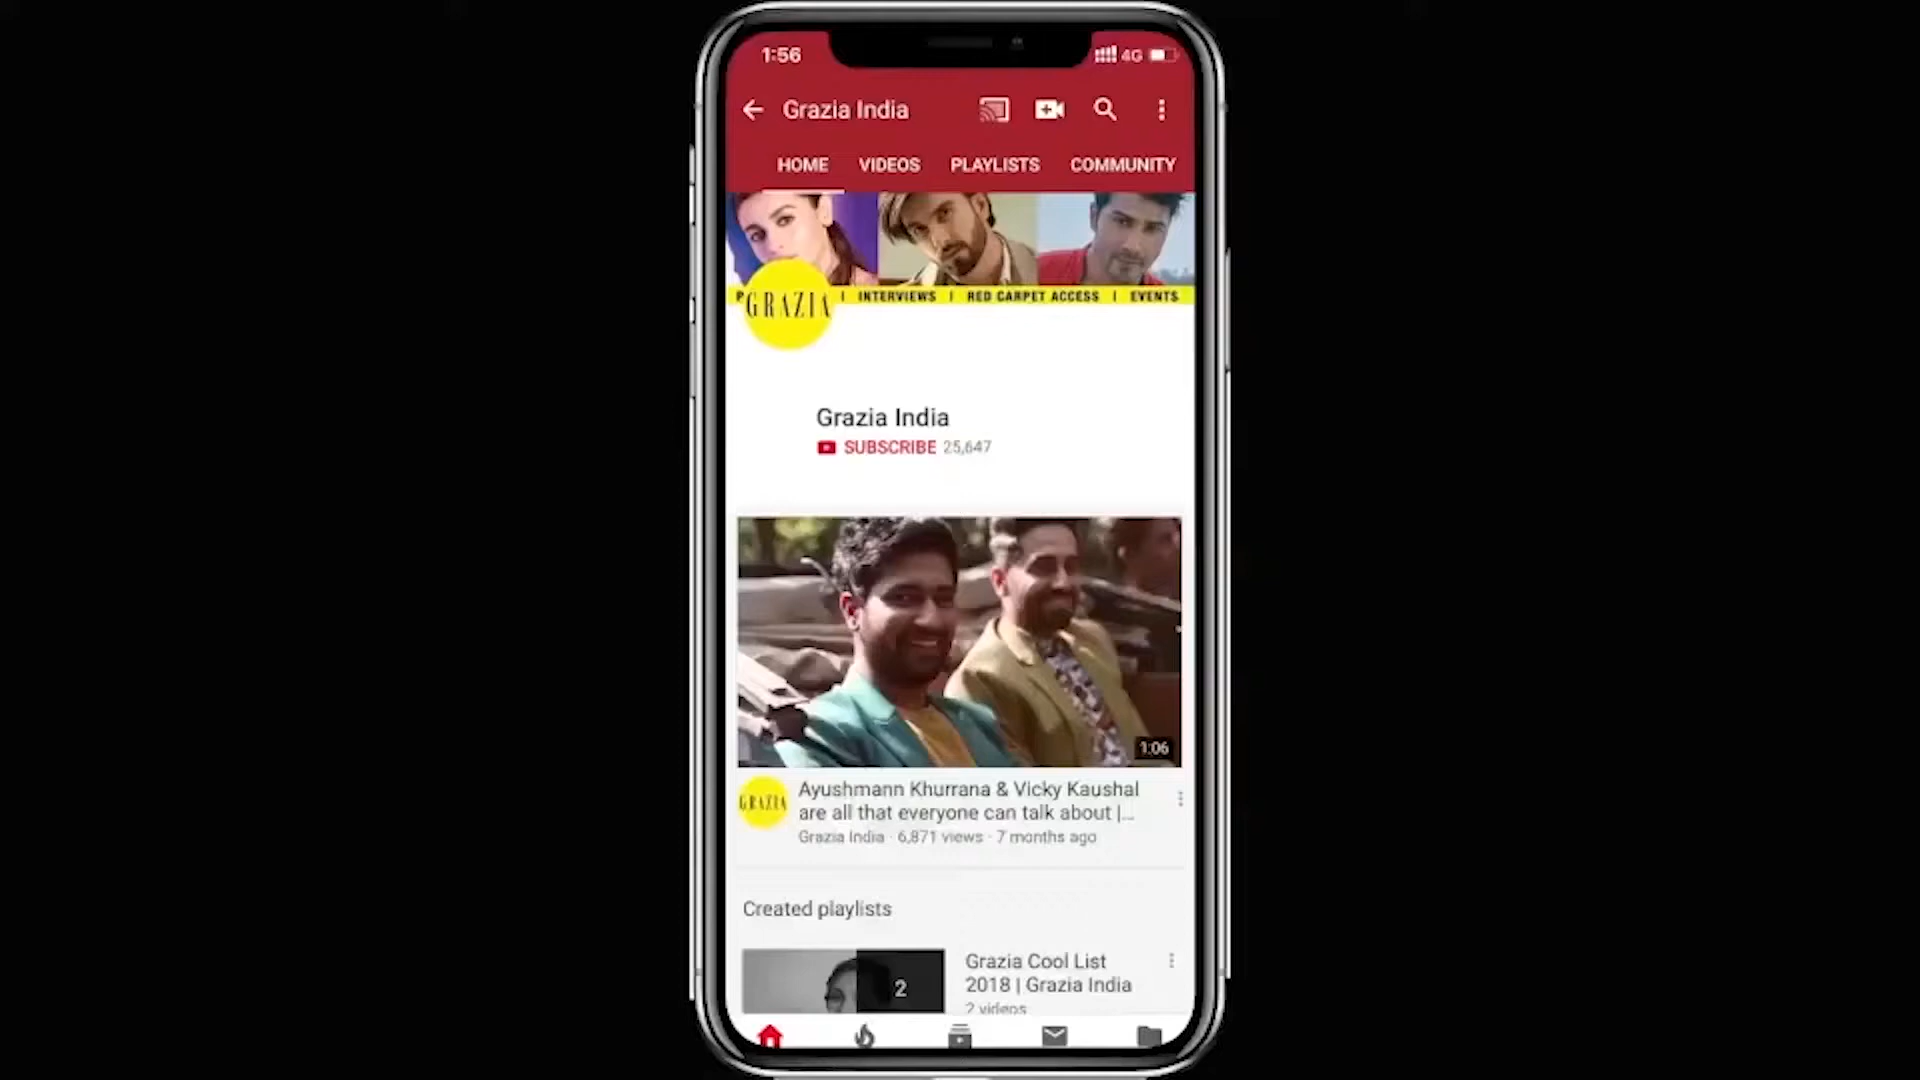 1:56
4G
Grazia India
HOME VIDEOS PLAYLISTS COMMUNITY
| INTERVIEWS | RED CARPET ACCESS | EVENTS
GRAZIA
Grazia India
SUBSCRIBE 25,647
1:06
GRAZIA
Ayushmann Khurrana & Vicky Kaushal
are all that everyone can talk about |...
Grazia India · 6,871 views · 7 months ago
Created playlists
2
Grazia Cool List
2018 | Grazia India
2 videos